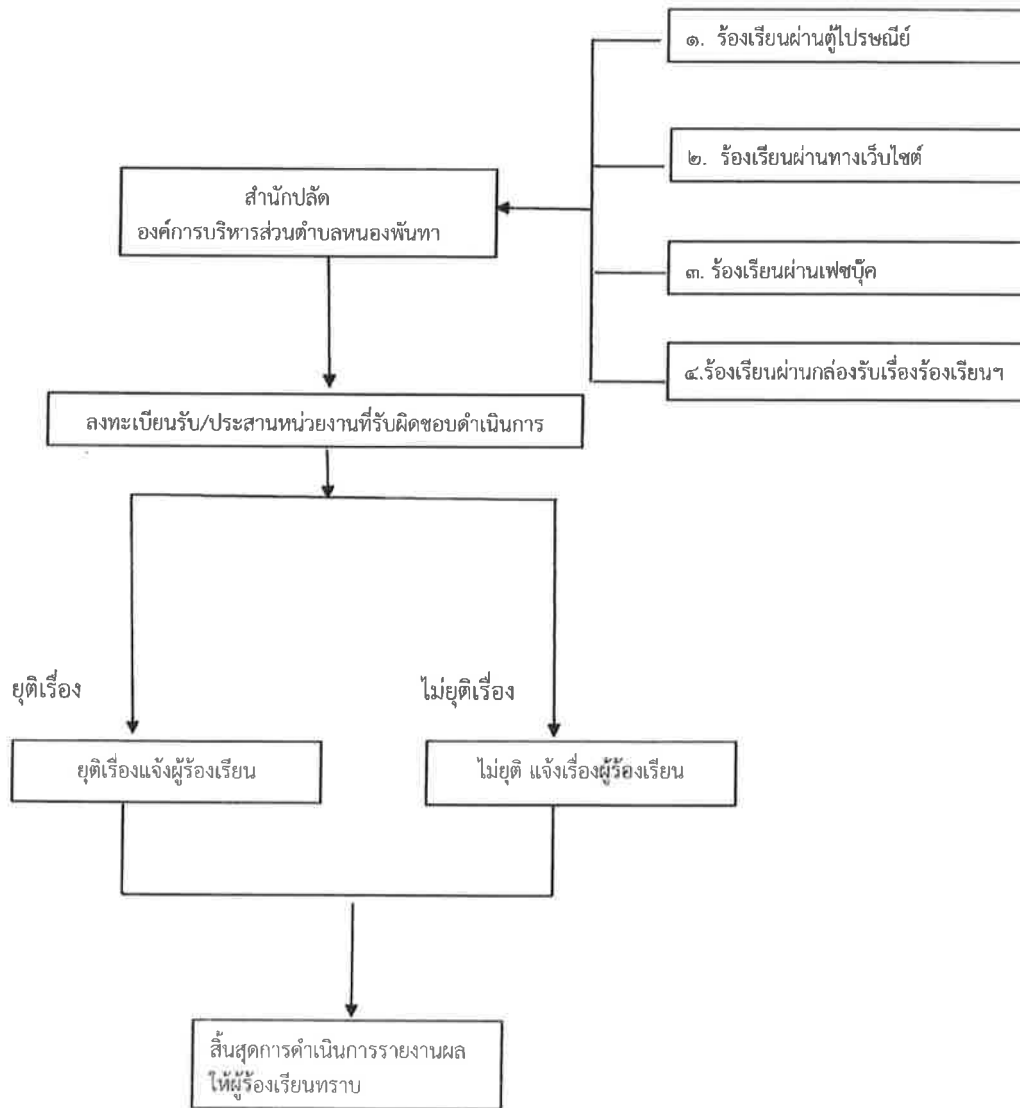 ๑. ร้องเรียนผ่านตู้ไปรษณีย์
๒. ร้องเรียนผ่านทางเว็บไซต์
สำนักปลัด
องค์การบริหารส่วนตำบลหนองพันทา
๓. ร้องเรียนผ่านเฟซบุ๊ค
๔.ร้องเรียนผ่านกล่องรับเรื่องร้องเรียนฯ
ลงทะเบียนรับ/ประสานหน่วยงานที่รับผิดชอบดำเนินการ
ยุติเรื่อง
ไม่ยุติเรื่อง
ยุติเรื่องแจ้งผู้ร้องเรียน
ไม่ยุติ แจ้งเรื่องผู้ร้องเรียน
สิ้นสุดการดำเนินการรายงานผล
ให้ผู้ร้องเรียนทราบ